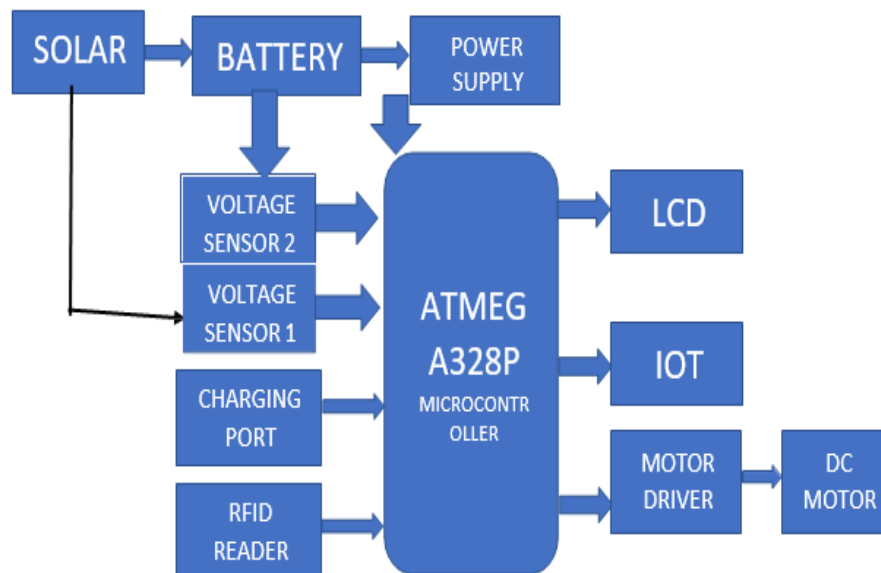 SOLAR
BATTERY
POWER
SUPPLY
VOLTAGE
SENSOR 2
VOLTAGE
SENSOR 1
CHARGING
PORT
RFID
READER
ATMEG
A328P
MICROCONTR
OLLER
LCD
IOT
MOTOR
DRIVER
DC
MOTOR